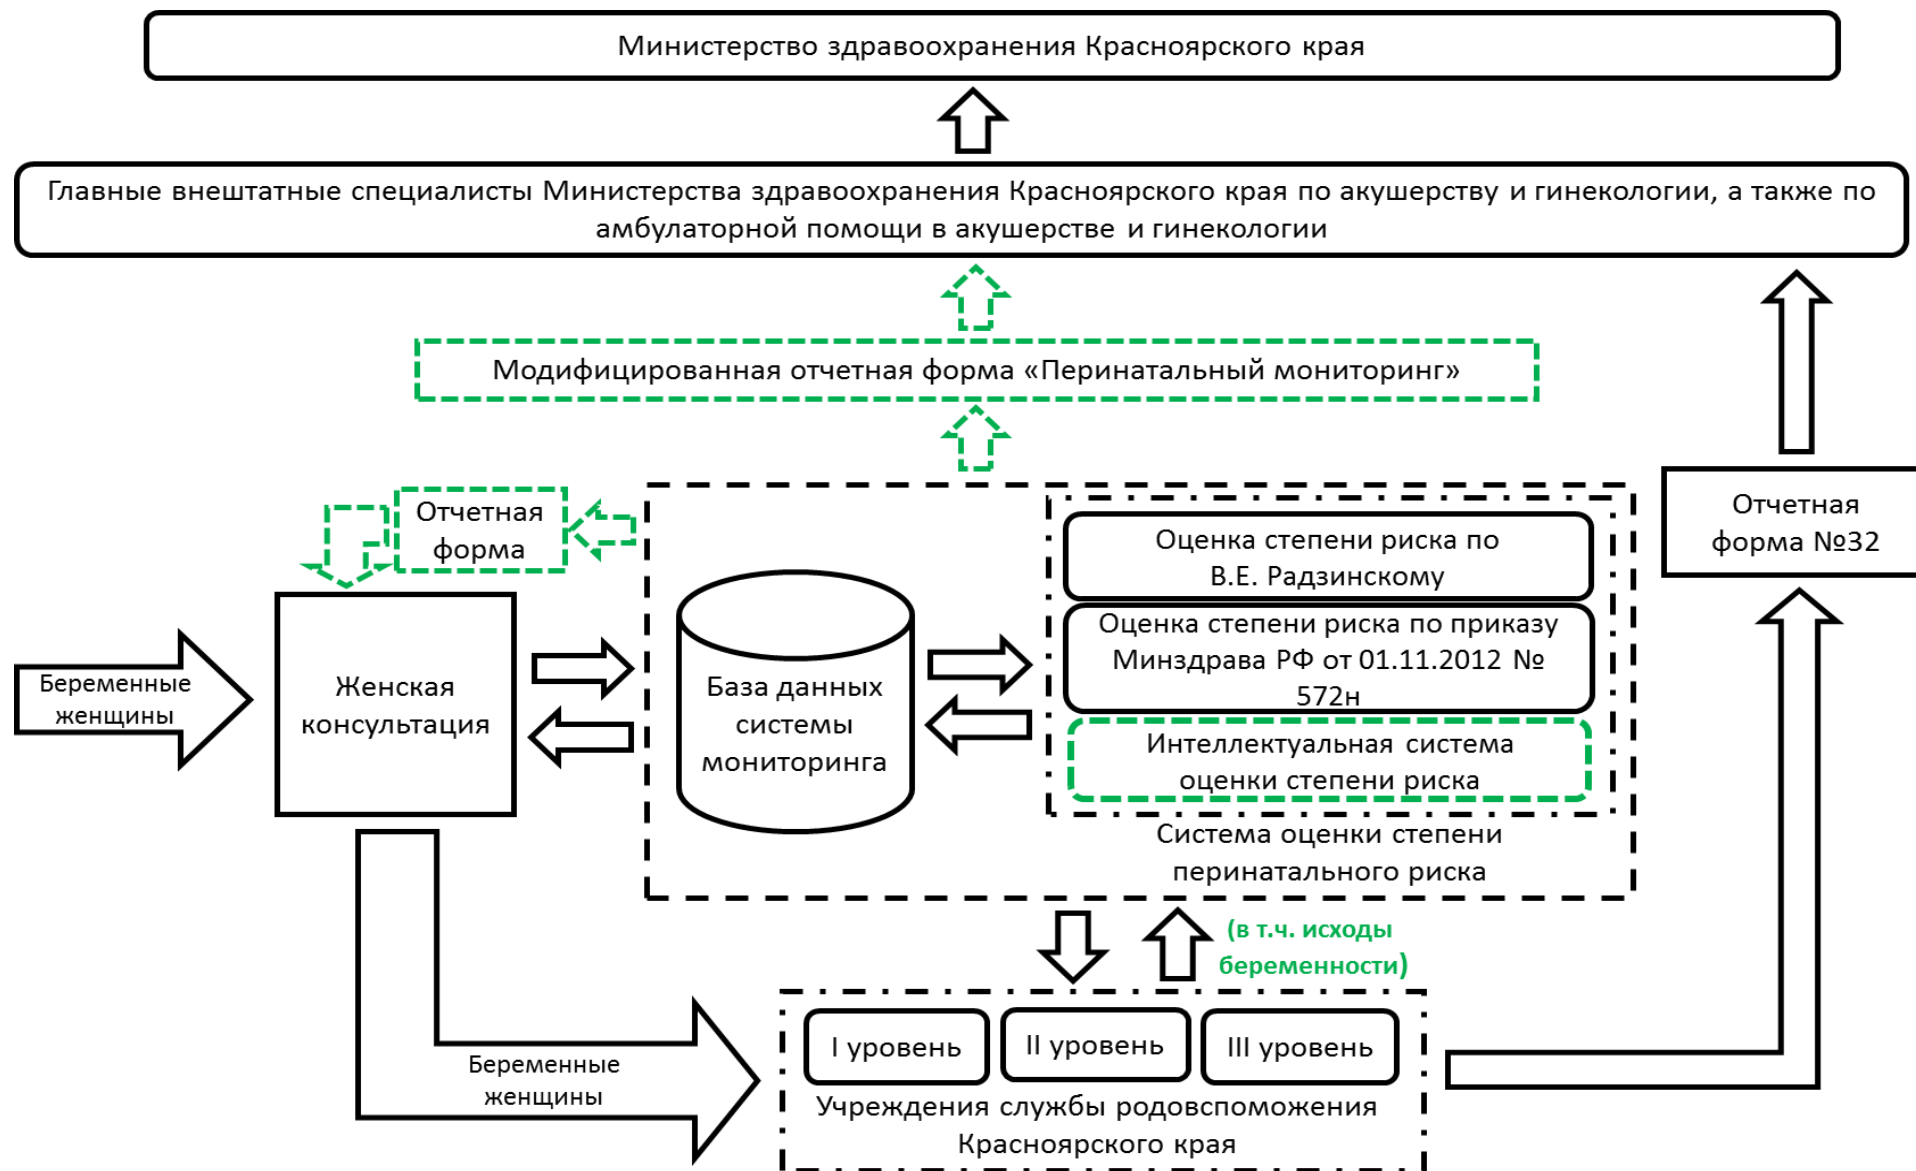 Министерство здравоохранения Красноярского края
Главные внештатные специалисты Министерства здравоохранения Красноярского края по акушерству и гинекологии, а также по
амбулаторной помощи в акушерстве и гинекологии
Модифицированная отчетная форма «Перинатальный мониторинг»
Отчетная
форма
Отчетная
форма №32
Оценка степени риска по
В.Е. Радзинскому
Оценка степени риска по приказу
Минздрава РФ от 01.11.2012 №
572н
Интеллектуальная система
оценки степени риска
Система оценки степени
перинатального риска
Беременные
женщины
Женская
консультация
База данных
системы
мониторинга
(в т.ч. исходы
беременности)
I уровень
II уровень
III уровень
Беременные
женщины
Учреждения службы родовспоможения
Красноярского края